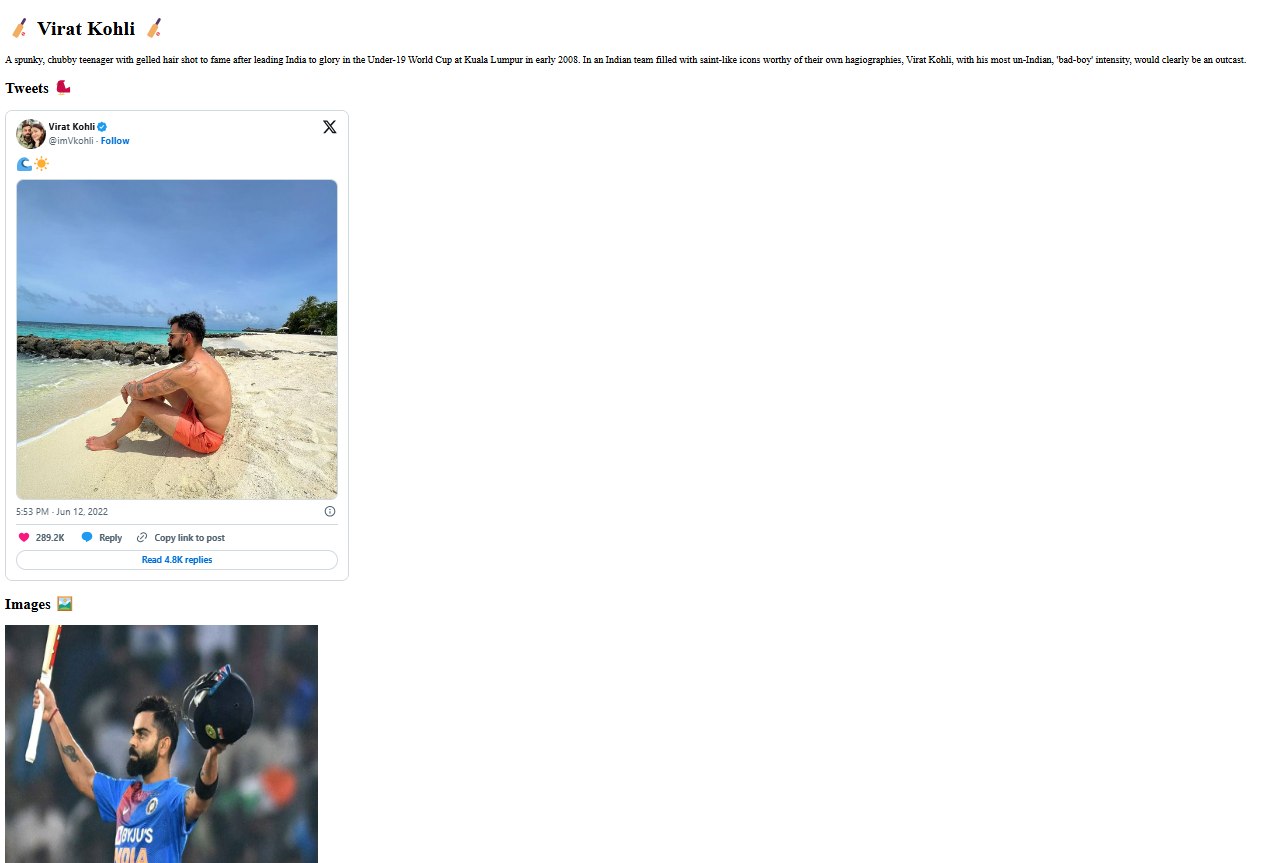 Virat Kohli
A spunky, chubby teenager with gelled hair shot to fame after leading India to glory in the Under-19 World Cup at Kuala Lumpur in early 2008. In an Indian team filled with saint-like icons worthy of their own hagiographies, Virat Kohli, with his most un-Indian, 'bad-boy' intensity, would clearly be an outcast.
Tweets
Virat Kohli
@imVkohli · Follow
5:53 PM · Jun 12, 2022
289.2K Reply Copy link to post
Read 4.8K replies
Images
BYJU'S
INDIA